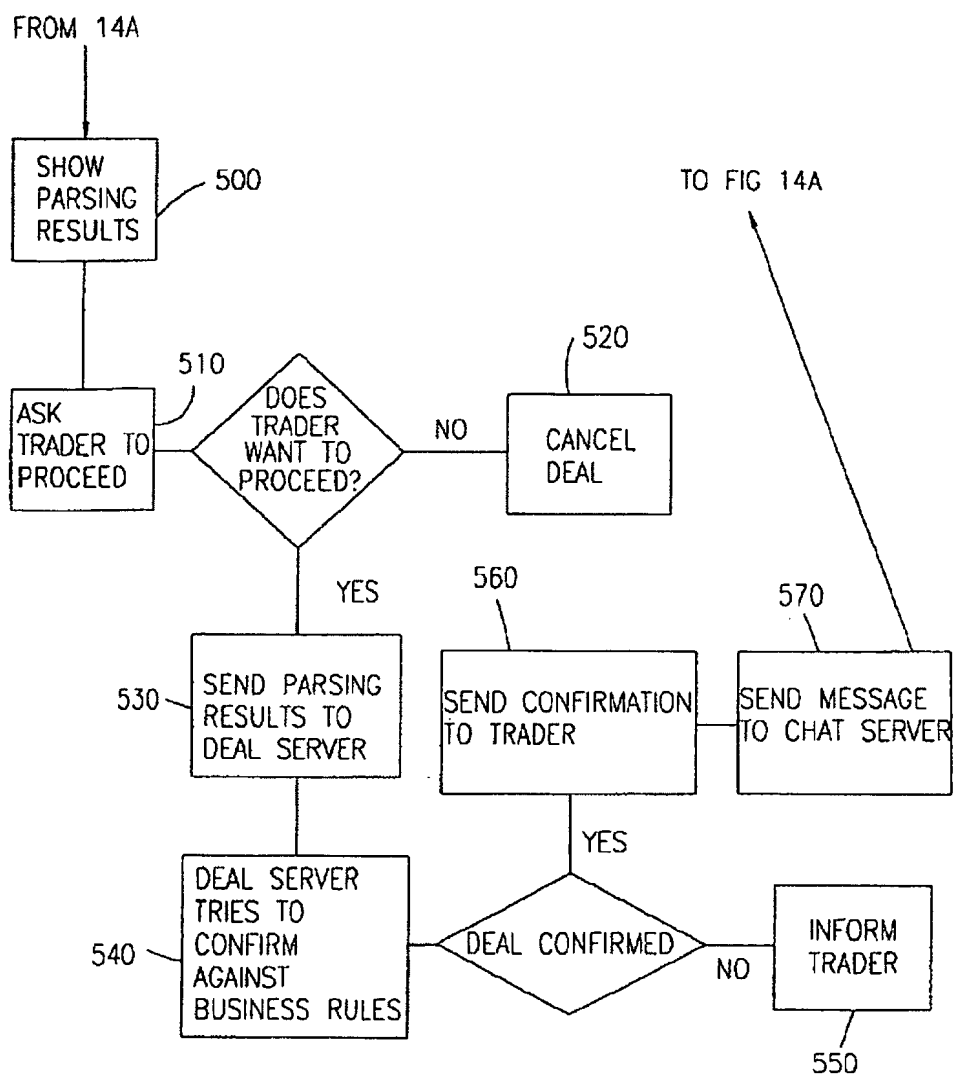 FROM 14A
SHOW
PARSING
RESULTS
500
TO FIG 14A
510
ASK
TRADER TO
PROCEED
DOES
TRADER
WANT TO
PROCEED?
NO
520
CANCEL
DEAL
YES
530
SEND PARSING
RESULTS TO
DEAL SERVER
560
SEND CONFIRMATION
TO TRADER
570
SEND MESSAGE
TO CHAT SERVER
YES
540
DEAL SERVER
TRIES TO
CONFIRM
AGAINST
BUSINESS RULES
DEAL CONFIRMED
NO
INFORM
TRADER
550